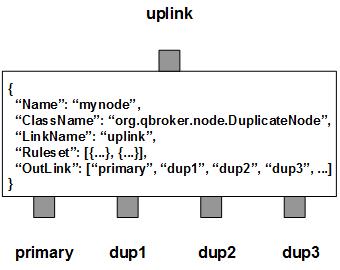 uplink
{
“Name”: “mynode”,
“ClassName”: “org.qbroker.node.DuplicateNode”,
“LinkName”: “uplink”,
“Ruleset”: [{...}, {...}],
“OutLink”: [“primary”, “dup1”, “dup2”, “dup3”, ...]
}
primary dup1 dup2 dup3